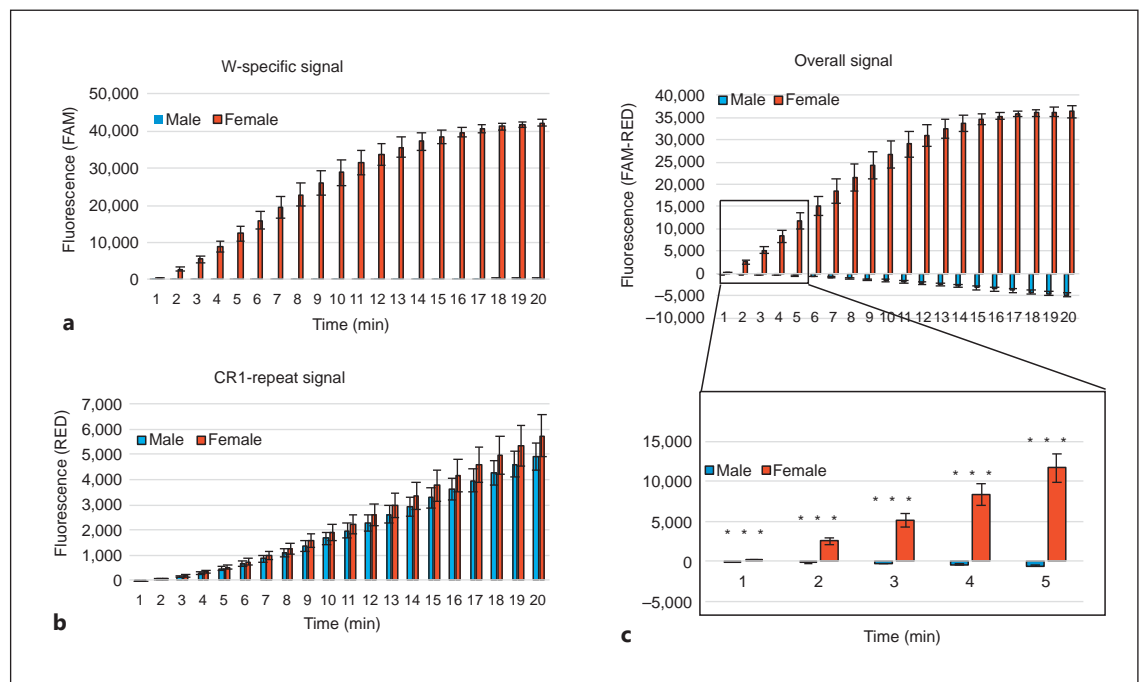 W-specific signal
50,000
40,000
30,000
20,000
10,000
0
Fluorescence (FAM)
Male Female
1 2 3 4 5 6 7 8 9 10 11 12 13 14 15 16 17 18 19 20
Time (min)
a
CR1-repeat signal
7,000
6,000
5,000
4,000
3,000
2,000
1,000
0
Fluorescence (RED)
Male Female
1 2 3 4 5 6 7 8 9 10 11 12 13 14 15 16 17 18 19 20
Time (min)
b
Overall signal
40,000
35,000
30,000
25,000
20,000
15,000
10,000
5,000
0
–5,000
–10,000
Fluorescence (FAM-RED)
Male Female
1 2 3 4 5 6 7 8 9 10 11 12 13 14 15 16 17 18 19 20
Time (min)
15,000
10,000
5,000
0
–5,000
Male Female
* * *
* * *
* * *
* * *
* * *
1 2 3 4 5
Time (min)
c